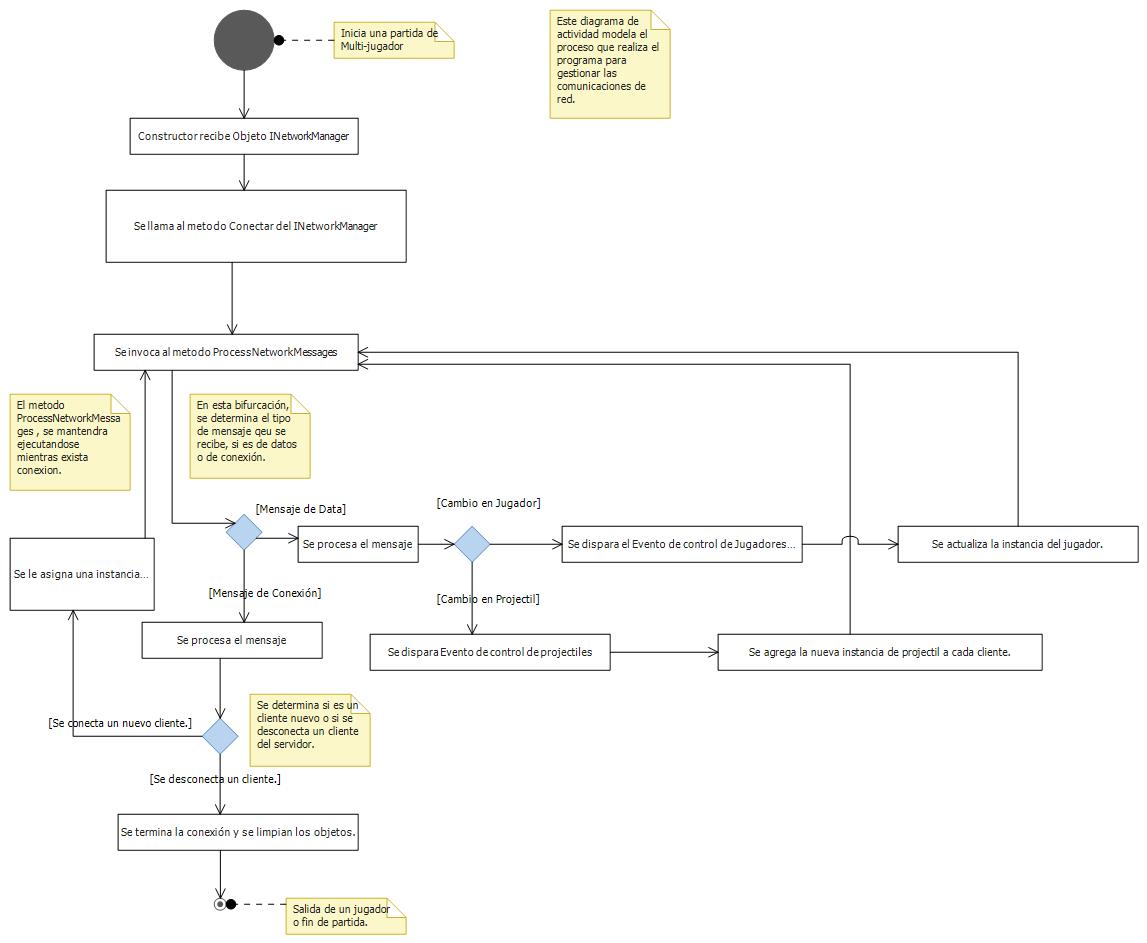 Inicia una partida de
Multi-jugador
Este diagrama de
actividad modela el
proceso que realiza el
programa para
gestionar las
comunicaciones de
red.
Constructor recibe Objeto INetworkManager
Se llama al metodo Conectar del INetworkManager
Se invoca al metodo ProcessNetworkMessages
El metodo
ProcessNetworkMessa
ges , se mantendra
ejecutandose
mientras exista
conexion.
En esta bifurcación,
se determina el tipo
de mensaje qeu se
recibe, si es de datos
o de conexión.
[Mensaje de Data]
[Cambio en Jugador]
Se procesa el mensaje
Se dispara el Evento de control de Jugadores...
Se actualiza la instancia del jugador.
Se le asigna una instancia...
[Mensaje de Conexión]
[Cambio en Projectil]
Se procesa el mensaje
Se dispara Evento de control de projectiles
Se agrega la nueva instancia de projectil a cada cliente.
Se determina si es un
cliente nuevo o si se
desconecta un cliente
del servidor.
[Se conecta un nuevo cliente.]
[Se desconecta un cliente.]
Se termina la conexión y se limpian los objetos.
Salida de un jugador
o fin de partida.